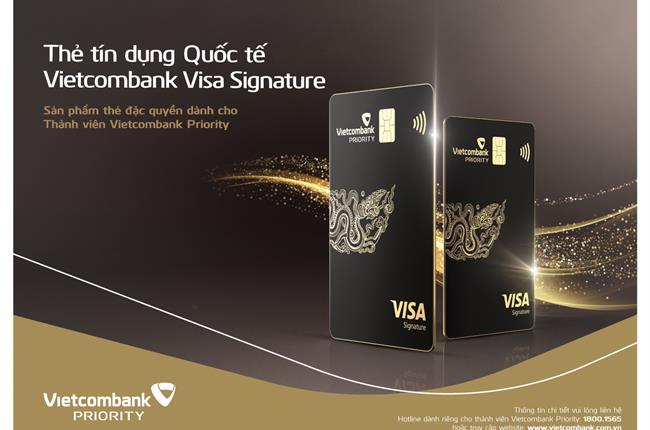 Thẻ tín dụng Quốc tế
Vietcombank Visa Signature
Sản phẩm thẻ đặc quyền dành cho
Thành viên Vietcombank Priority
Vietcombank
PRIORITY
VISA
Signature
Vietcombank
PRIORITY
VISA
Signature
Vietcombank
PRIORITY
Thông tin chi tiết vui lòng liên hệ
Hotline dành riêng cho thành viên Vietcombank Priority: 1800.1565
hoặc truy cập website: www.vietcombank.com.vn